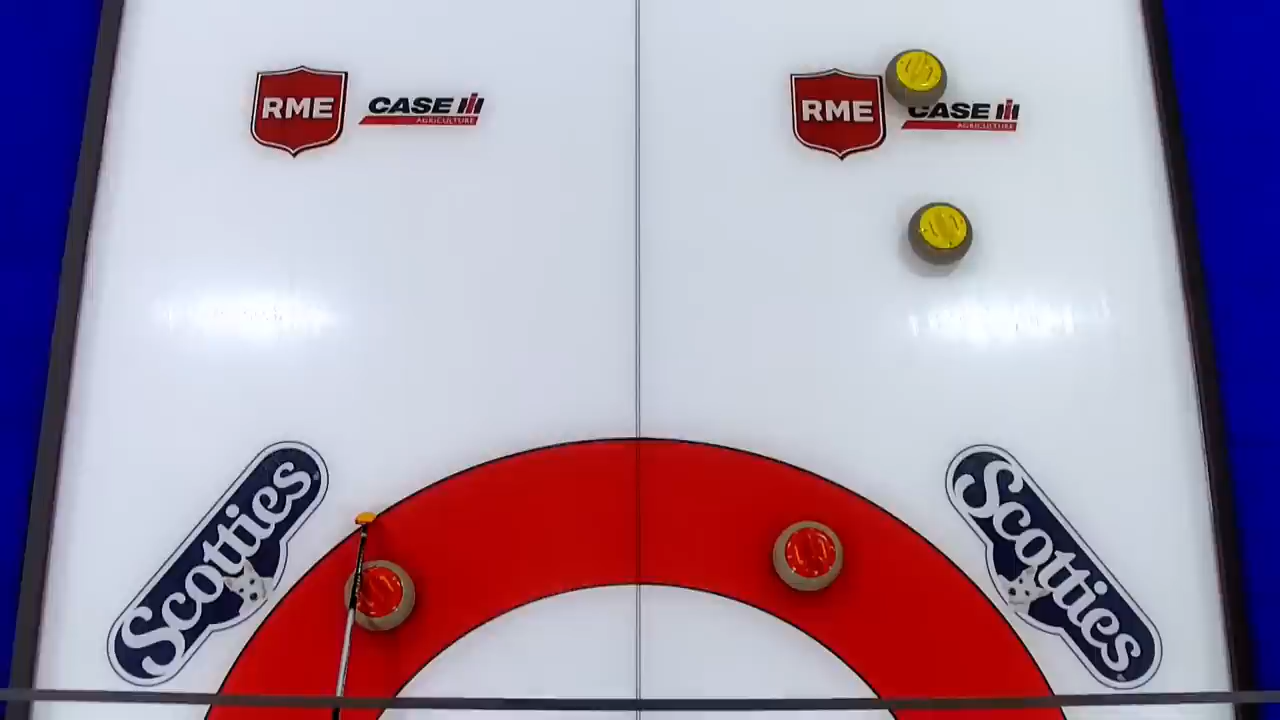 RME
CASE IH
AGRICULTURE
RME
CASE IH
AGRICULTURE
Scotties
Scotties